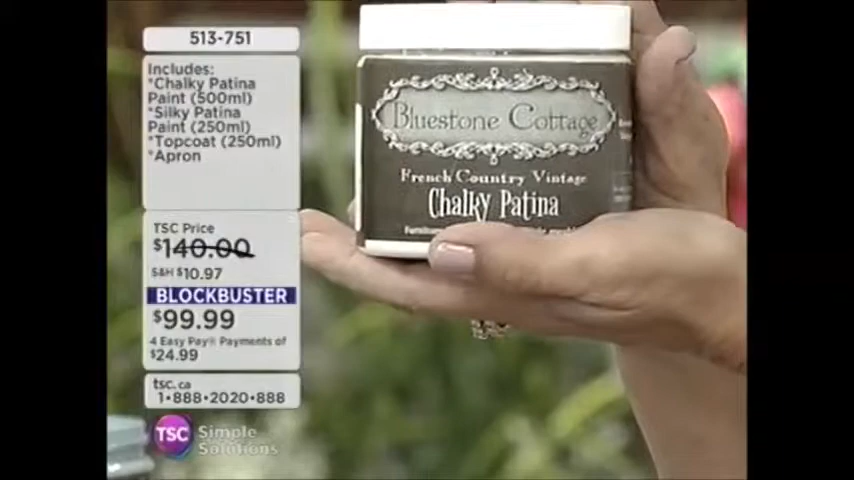 513-751
Includes:
*Chalky Patina
Paint (500ml)
*Silky Patina
Paint (250ml)
*Topcoat (250ml)
*Apron
TSC Price
$140.00
S&H $10.97
BLOCKBUSTER
$99.99
4 Easy Pay® Payments of
$24.99
tsc.ca
1•888•2020•888
TSC
Simple
Solutions
Bluestone Cottage
French Country Vintage
Chalky Patina